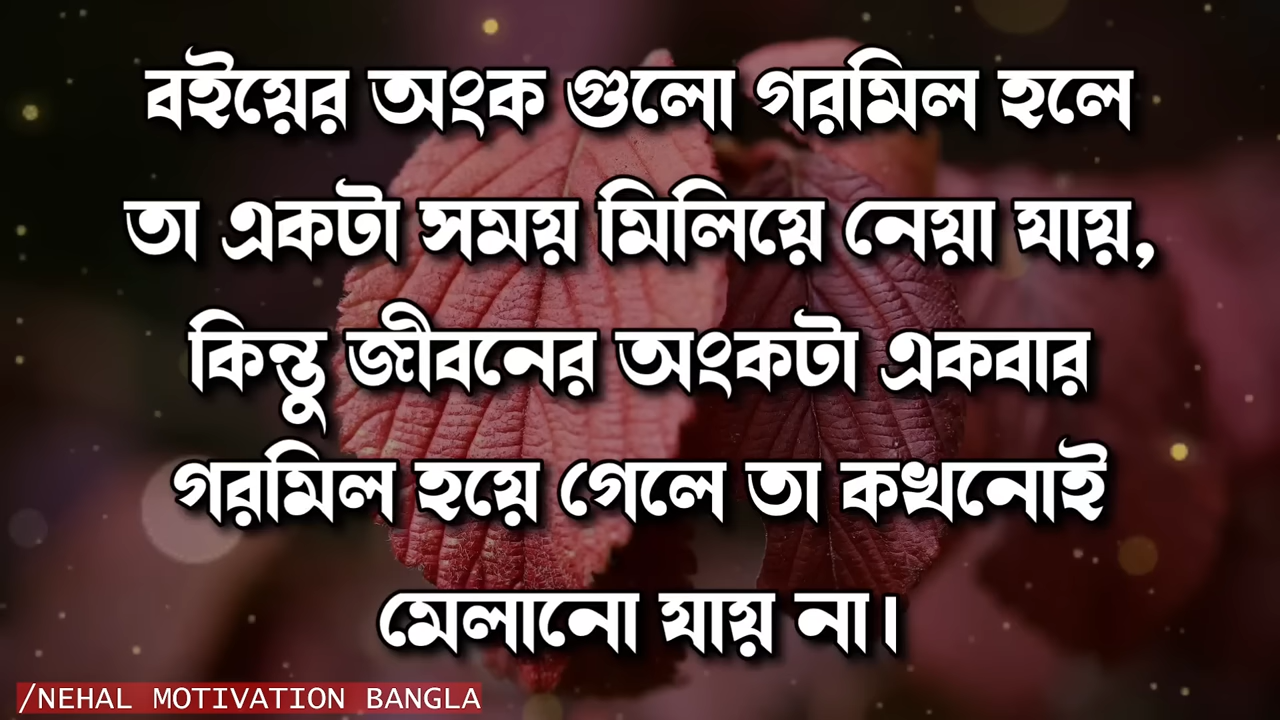 বইয়ের অংক গুলো গরমিল হলে
তা একটা সময় মিলিয়ে নেয়া যায়,
কিন্তু জীবনের অংকটা একবার
গরমিল হয়ে গেলে তা কখনোই
মেলানো যায় না।
/NEHAL MOTIVATION BANGLA